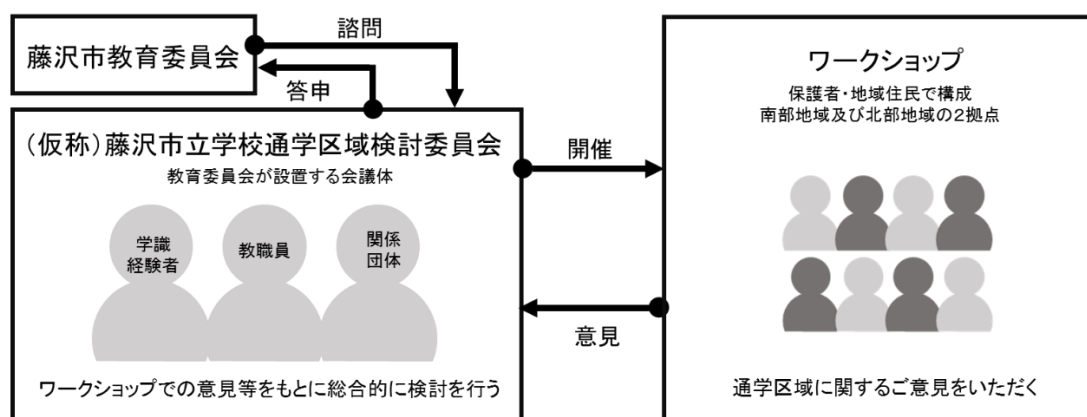 藤沢市教育委員会
諮問
答申
(仮称)藤沢市立学校通学区域検討委員会
教育委員会が設置する会議体
学識
経験者
教職員
関係
団体
ワークショップでの意見等をもとに総合的に検討を行う
開催
意見
ワークショップ
保護者・地域住民で構成
南部地域及び北部地域の2拠点
通学区域に関するご意見をいただく